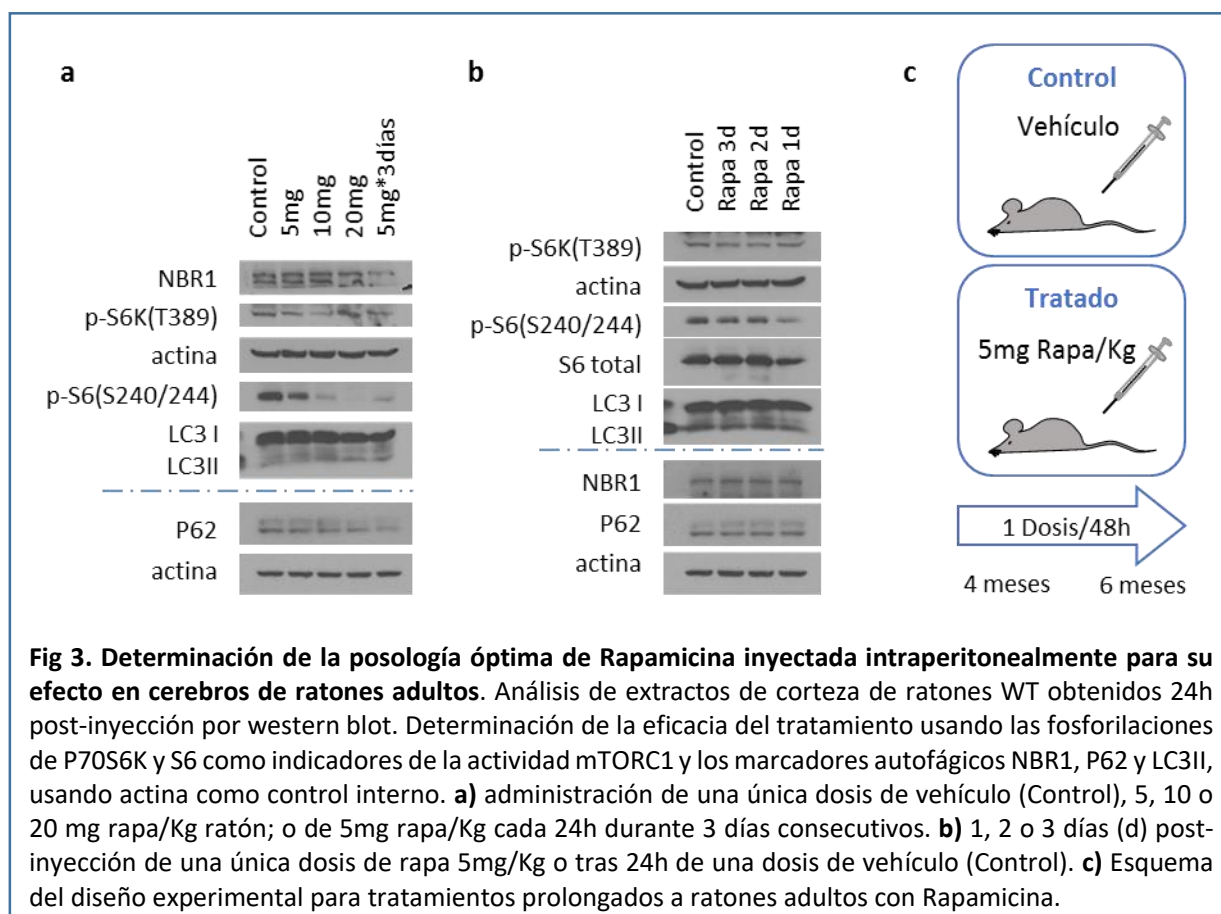 a
Control
5mg
10mg
20mg
5mg*3días
NBR1
p-S6K(T389)
actina
p-S6(S240/244)
LC3 I
LC3II
P62
actina
b
Control
Rapa 3d
Rapa 2d
Rapa 1d
p-S6K(T389)
actina
p-S6(S240/244)
S6 total
LC3 I
LC3II
NBR1
P62
actina
c
Control
Vehículo
Tratado
5mg Rapa/Kg
1 Dosis/48h
4 meses 6 meses
Fig 3. Determinación de la posología óptima de Rapamicina inyectada intraperitonealmente para su
efecto en cerebros de ratones adultos. Análisis de extractos de corteza de ratones WT obtenidos 24h
post-inyección por western blot. Determinación de la eficacia del tratamiento usando las fosforilaciones
de P70S6K y S6 como indicadores de la actividad mTORC1 y los marcadores autofágicos NBR1, P62 y LC3II,
usando actina como control interno. a) administración de una única dosis de vehículo (Control), 5, 10 o
20 mg rapa/Kg ratón; o de 5mg rapa/Kg cada 24h durante 3 días consecutivos. b) 1, 2 o 3 días (d) post-
inyección de una única dosis de rapa 5mg/Kg o tras 24h de una dosis de vehículo (Control). c) Esquema
del diseño experimental para tratamientos prolongados a ratones adultos con Rapamicina.